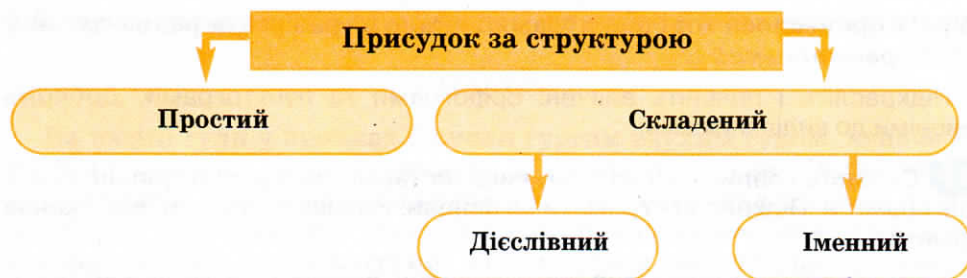 Присудок за структурою
Простий
Складений
Дієслівний
Іменний